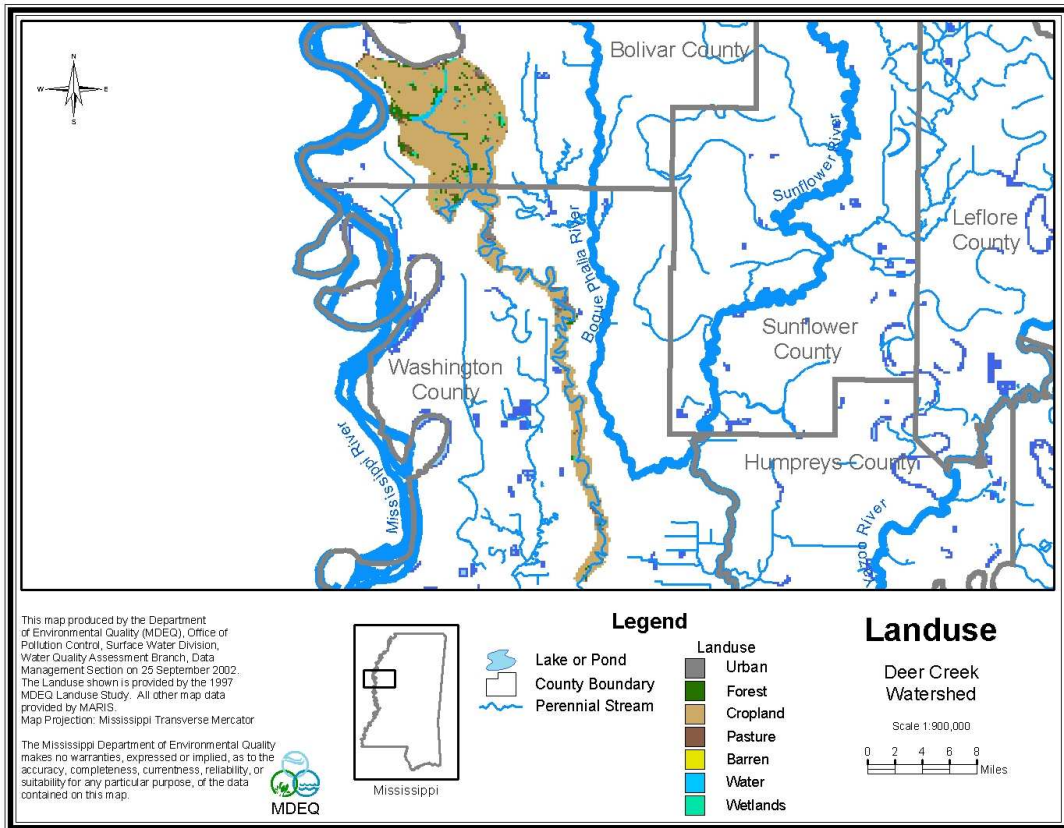 N
W E
S
Bolivar County
Sunflower River
Leflore
County
Bogue Phalia River
Sunflower
County
Washington
County
Mississippi River
Humpreys County
Yazoo River
This map produced by the Department
of Environmental Quality (MDEQ), Office of
Pollution Control, Surface Water Division,
Water Quality Assessment Branch, Data
Management Section on 25 September 2002.
The Landuse shown is provided by the 1997
MDEQ Landuse Study. All other map data
provided by MARIS.
Map Projection: Mississippi Transverse Mercator
The Mississippi Department of Environmental Quality
makes no warranties, expressed or implied, as to the
accuracy, completeness, currentness, reliability, or
suitability for any particular purpose, of the data
contained on this map.
MDEQ
Mississippi
Legend
Lake or Pond
County Boundary
Perennial Stream
Landuse
Urban
Forest
Cropland
Pasture
Barren
Water
Wetlands
Landuse
Deer Creek
Watershed
Scale 1:900,000
0 2 4 6 8
Miles